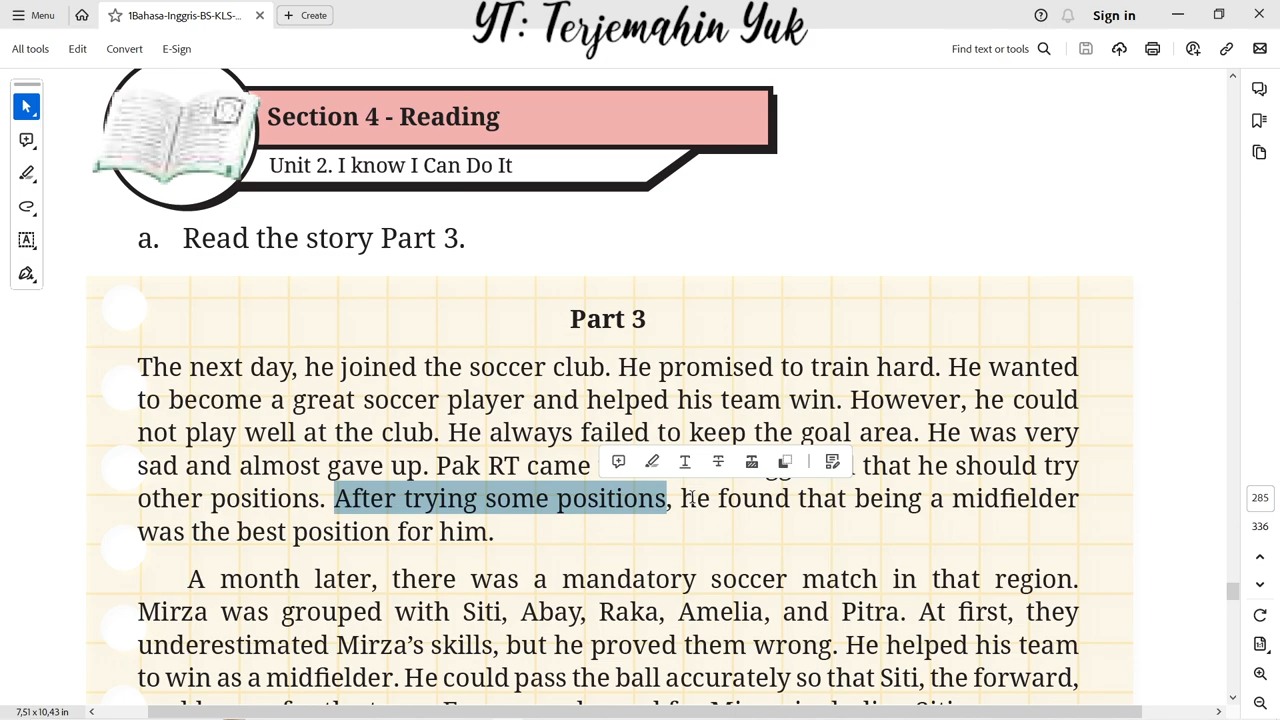 Menu
1Bahasa-Inggris-BS-KLS-...
Create
YT: Terjemahin Yuk
Sign in
All tools
Edit
Convert
E-Sign
Find text or tools
Section 4 - Reading
Unit 2. I know I Can Do It
a. Read the story Part 3.
Part 3
The next day, he joined the soccer club. He promised to train hard. He wanted
to become a great soccer player and helped his team win. However, he could
not play well at the club. He always failed to keep the goal area. He was very
sad and almost gave up. Pak RT came that he should try
other positions. After trying some positions, he found that being a midfielder
was the best position for him.
A month later, there was a mandatory soccer match in that region.
Mirza was grouped with Siti, Abay, Raka, Amelia, and Pitra. At first, they
underestimated Mirza's skills, but he proved them wrong. He helped his team
to win as a midfielder. He could pass the ball accurately so that Siti, the forward,
285
336
7,51 x 10,43 in